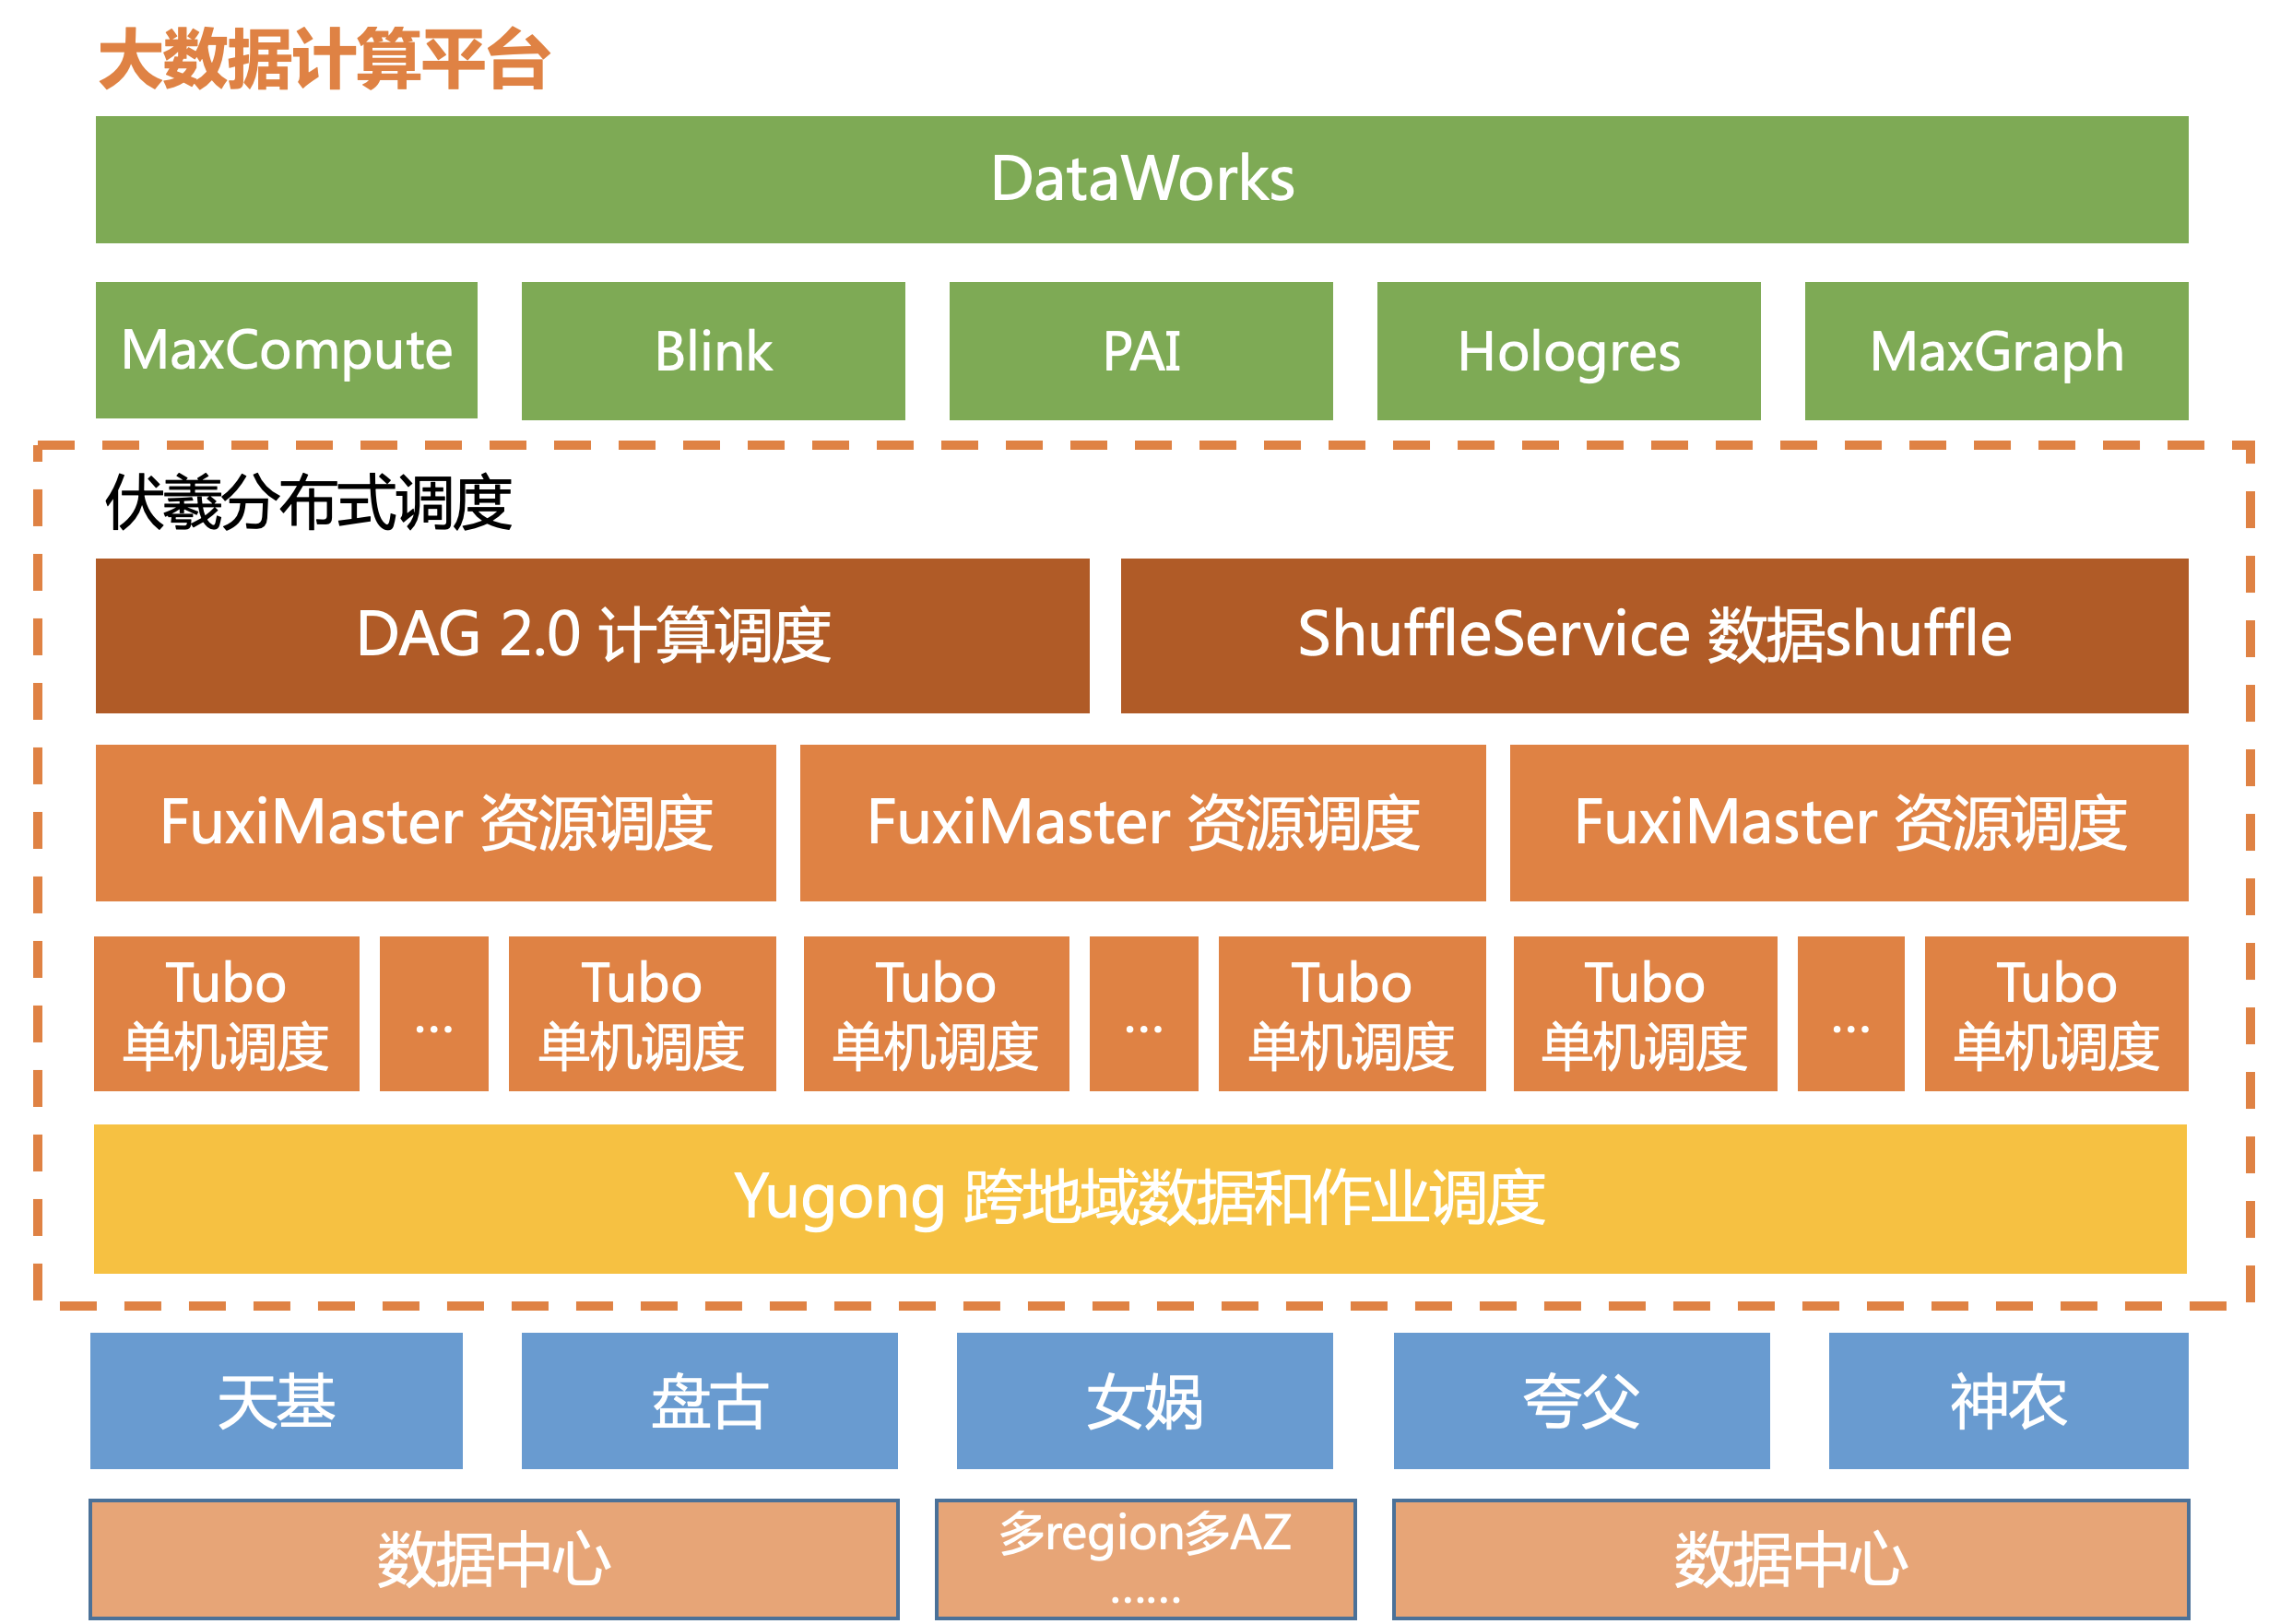 大数据计算平台
DataWorks
MaxCompute
Blink
PAI
Hologres
MaxGraph
伏羲分布式调度
DAG 2.0 计算调度
ShuffleService 数据shuffle
FuxiMaster 资源调度
FuxiMaster 资源调度
FuxiMaster 资源调度
Tubo
单机调度
...
Tubo
单机调度
Tubo
单机调度
...
Tubo
单机调度
Tubo
单机调度
...
Tubo
单机调度
Yugong 跨地域数据和作业调度
天基
盘古
女娲
夸父
神农
数据中心
多region多AZ
......
数据中心